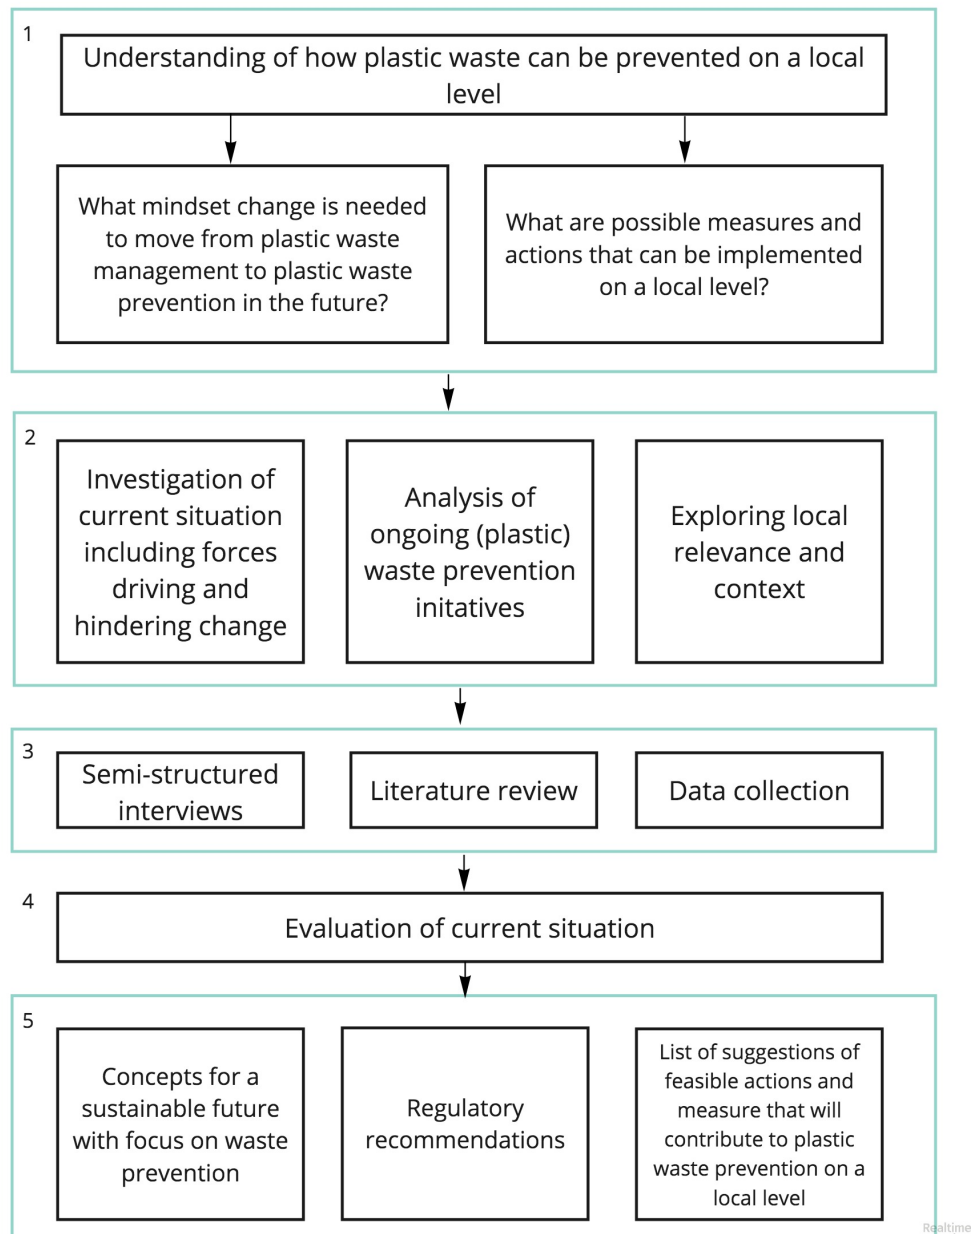 1
Understanding of how plastic waste can be prevented on a local
level
What mindset change is needed
to move from plastic waste
management to plastic waste
prevention in the future?
What are possible measures and
actions that can be implemented
on a local level?
2
Investigation of
current situation
including forces
driving and
hindering change
Analysis of
ongoing (plastic)
waste prevention
initatives
Exploring local
relevance and
context
3
Semi-structured
interviews
Literature review
Data collection
4
Evaluation of current situation
5
Concepts for a
sustainable future
with focus on waste
prevention
Regulatory
recommendations
List of suggestions of
feasible actions and
measure that will
contribute to plastic
waste prevention on a
local level
Realtime